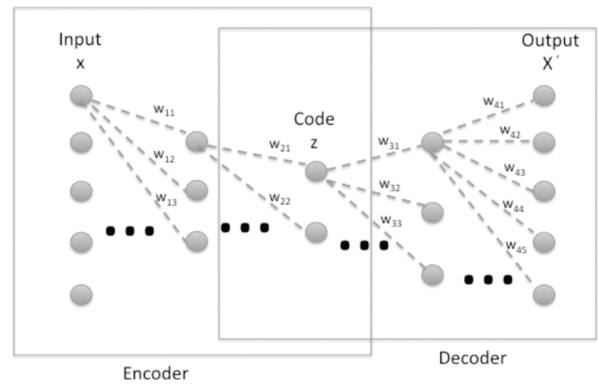 Input
x
Output
X´
Code
z
w11
w12
w13
w21
w22
w31
w32
w33
w41
w42
w43
w44
w45
Encoder
Decoder